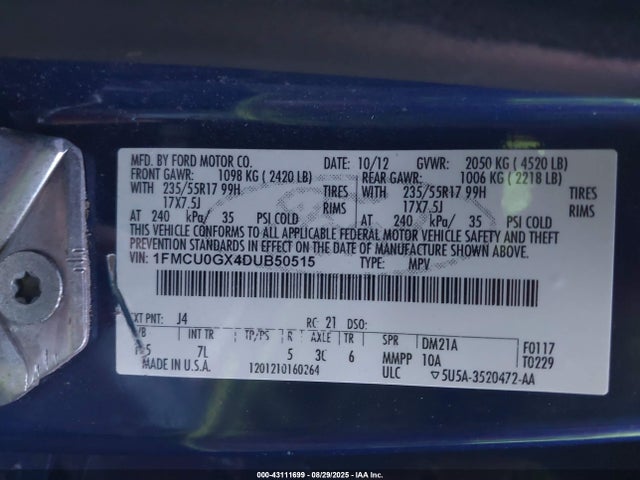 MFD. BY FORD MOTOR CO. DATE: 10/12 GVWR: 2050 KG ( 4520 LB)
FRONT GAWR: 1098 KG ( 2420 LB) REAR GAWR: 1006 KG ( 2218 LB)
WITH 235/55R17 99H TIRES WITH 235/55R17 99H TIRES
17X7.5J RIMS 17X7.5J RIMS
AT 240 kPa/ 35 PSI COLD AT 240 kPa/ 35 PSI COLD
THIS VEHICLE CONFORMS TO ALL APPLICABLE FEDERAL MOTOR VEHICLE SAFETY AND THEFT
PREVENTION STANDARDS IN EFFECT ON THE DATE OF MANUFACTURE SHOWN ABOVE.
VIN: 1FMCU0GX4DUB50515 TYPE: MPV
EXT PNT: J4 RC: 21 DSO:
INT TR TP/PS R AXLE TR SPR DM21A F0117
7L 5 3C 6 MMPP 10A T0229
MADE IN U.S.A. 1201210160264 ULC ▽5U5A-3520472-AA
000-43111699 - 08/29/2025 - IAA Inc.